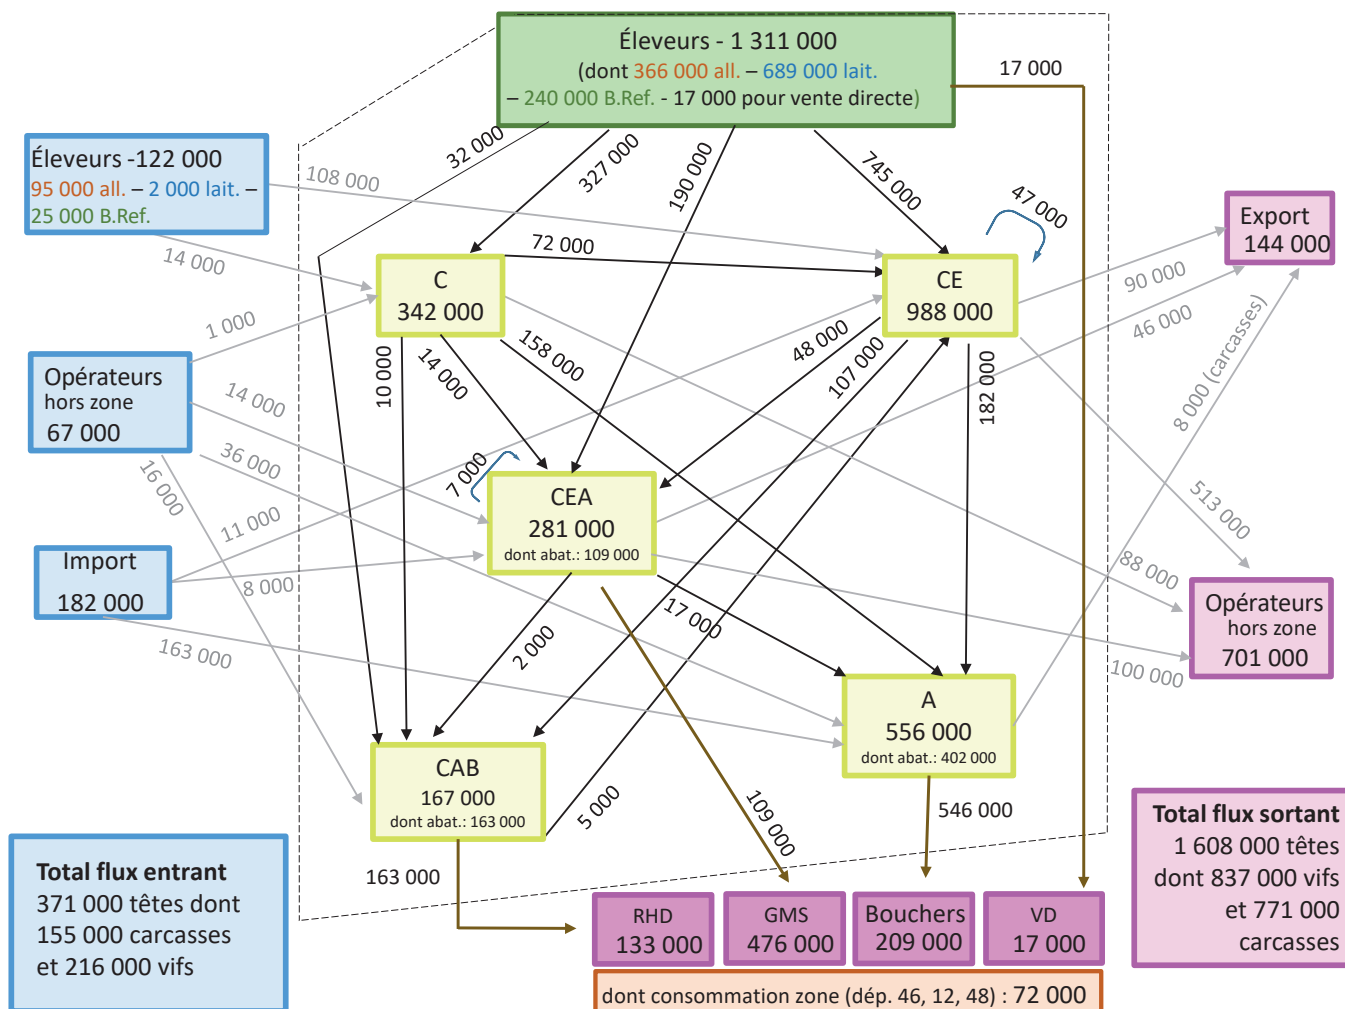 Éleveurs - 1 311 000
(dont 366 000 all. – 689 000 lait.
– 240 000 B.Ref. - 17 000 pour vente directe)
17 000
Éleveurs -122 000
95 000 all. – 2 000 lait. –
25 000 B.Ref.
32 000
327 000
190 000
745 000
47 000
108 000
14 000
72 000
Export
144 000
C
342 000
CE
988 000
90 000
46 000
8 000 (carcasses)
1 000
Opérateurs
hors zone
67 000
14 000
36 000
16 000
10 000
14 000
158 000
48 000
107 000
182 000
7 000
CEA
281 000
dont abat.: 109 000
11 000
8 000
Import
182 000
163 000
513 000
88 000
100 000
Opérateurs
hors zone
701 000
2 000
17 000
5 000
109 000
A
556 000
dont abat.: 402 000
CAB
167 000
dont abat.: 163 000
163 000
546 000
Total flux entrant
371 000 têtes dont
155 000 carcasses
et 216 000 vifs
RHD
133 000
GMS
476 000
Bouchers
209 000
VD
17 000
dont consommation zone (dép. 46, 12, 48) : 72 000
Total flux sortant
1 608 000 têtes
dont 837 000 vifs
et 771 000
carcasses